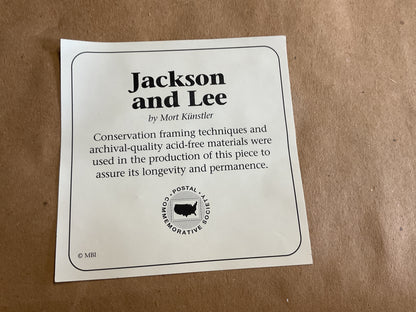 Jackson
and Lee
by Mort Künstler
Conservation framing techniques and
archival-quality acid-free materials were
used in the production of this piece to
assure its longevity and permanence.
• POSTAL •
COMMEMORATIVE SOCIETY
© MBI